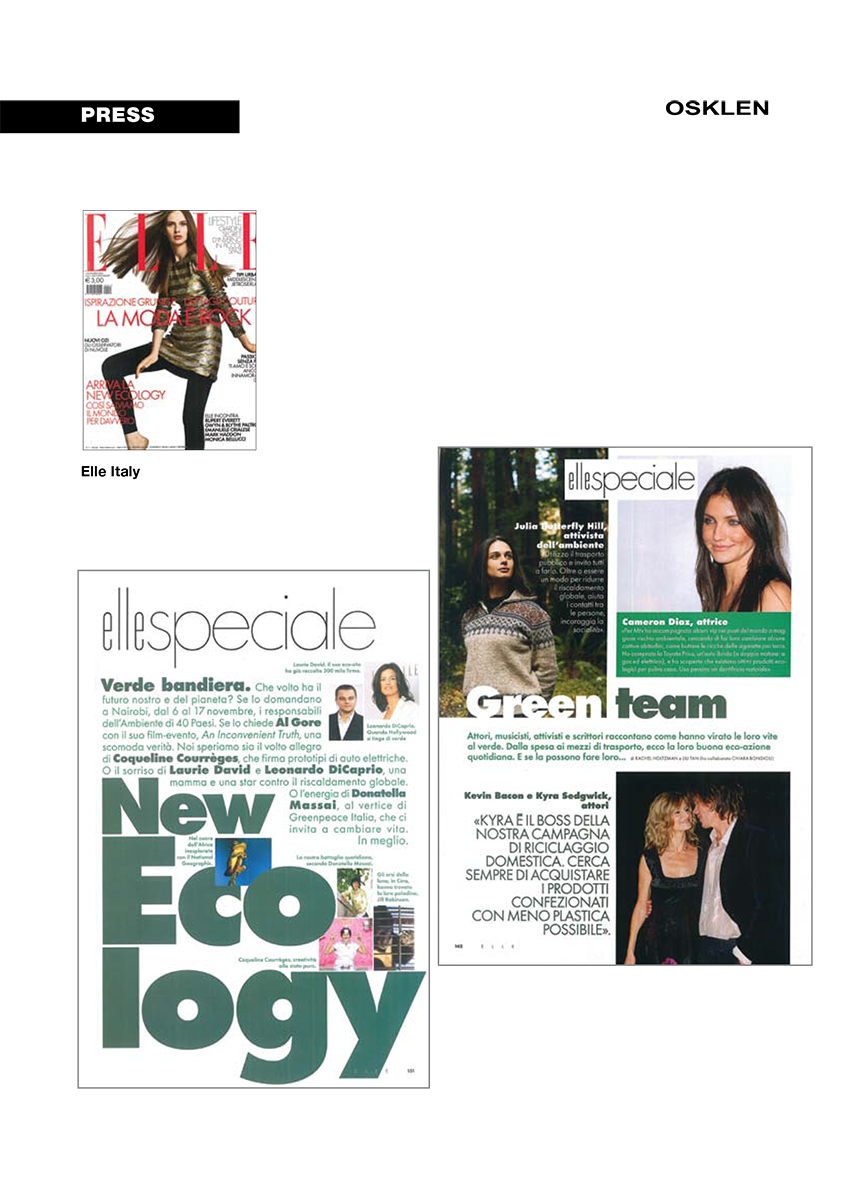 PRESS
OSKLEN
ELLE
LIFESTYLE
€ 3,00
LA MODA È ROCK
NUOVI OZI
GLI OSSERVATORI
DI NUVOLE
ARRIVA LA
NEW ECOLOGY
COSÌ SALVIAMO
IL MONDO
PER DAVVERO
ELLE INCONTRA
RUPERT EVERETT
GWYN & BLYTHE PALTROW
EMANUELE CRIALESE
MARK HADDON
MONICA BELLUCCI
Elle Italy
ellespeciale
Julia Butterfly Hill,
attivista
dell'ambiente
«Utilizzo il trasporto
pubblico e invito tutti
a farlo. Oltre a essere
un modo per ridurre
il riscaldamento
globale, aiuta
i contatti tra
le persone,
incoraggia la
socialità».
Cameron Diaz, attrice
Green team
Attori, musicisti, attivisti e scrittori raccontano come hanno virato le loro vite
al verde. Dalla spesa ai mezzi di trasporto, ecco la loro buona eco-azione
quotidiana. E se la possono fare loro...
Kevin Bacon e Kyra Sedgwick,
attori
«KYRA È IL BOSS DELLA
NOSTRA CAMPAGNA
DI RICICLAGGIO
DOMESTICA. CERCA
SEMPRE DI ACQUISTARE
I PRODOTTI
CONFEZIONATI
CON MENO PLASTICA
POSSIBILE».
ELLE
ellespeciale
Laurie David. Il suo eco-sito
ha già raccolto 300 mila firme.
Verde bandiera. Che volto ha il
futuro nostro e del pianeta? Se lo domandano
a Nairobi, dal 6 al 17 novembre, i responsabili
dell'Ambiente di 40 Paesi. Se lo chiede Al Gore
con il suo film-evento, An Inconvenient Truth, una
scomoda verità. Noi speriamo sia il volto allegro
di Coqueline Courrèges, che firma prototipi di auto elettriche.
O il sorriso di Laurie David e Leonardo DiCaprio, una
mamma e una star contro il riscaldamento globale.
O l'energia di Donatella
Massai, al vertice di
Greenpeace Italia, che ci
invita a cambiare vita.
In meglio.
Leonardo DiCaprio.
Quando Hollywood
si tinge di verde
New
Nel cuore
dell'Africa
inesplorata
con il National
Geographic.
La nostra battaglia quotidiana,
secondo Donatella Massai.
Eco
Gli orsi della
luna, in Cina,
hanno trovato
la loro paladina:
Jill Robinson.
Coqueline Courrèges, creatività
allo stato puro.
logy
ELLE